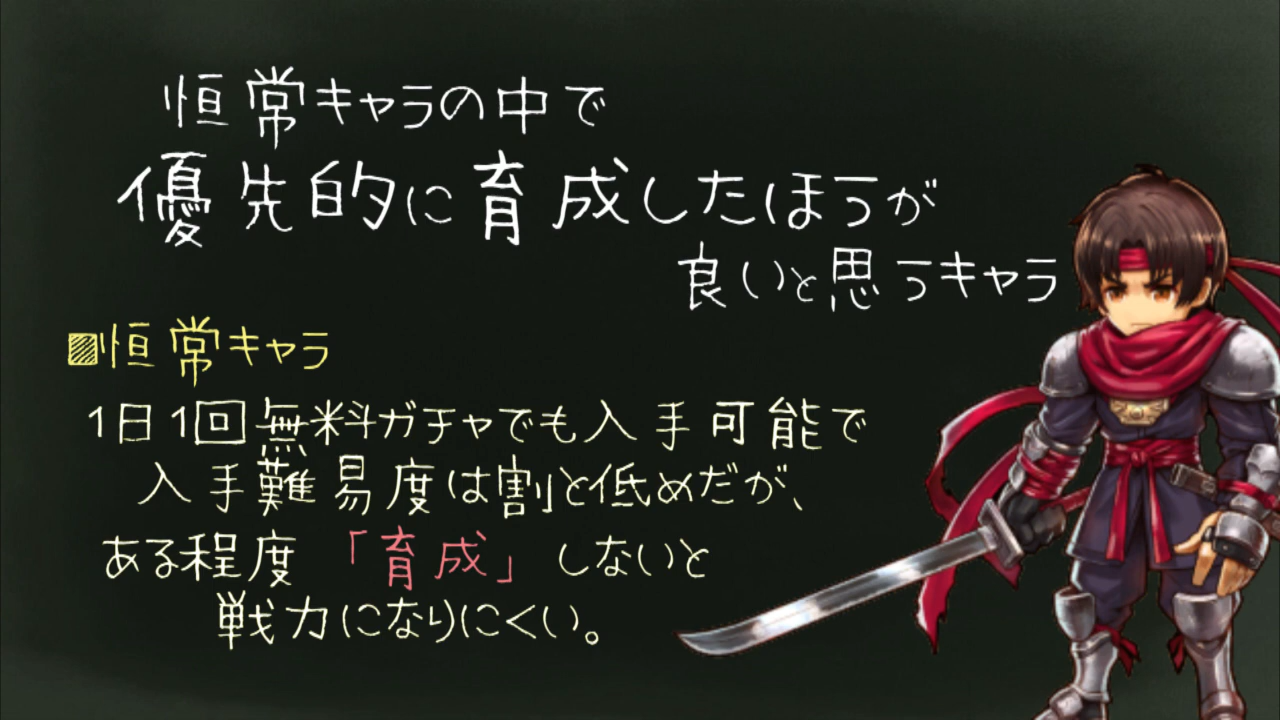 恒常キャラの中で
優先的に育成したほうが
良いと思うキャラ
▨恒常キャラ
1日1回無料ガチャでも入手可能で
入手難易度は割と低めだが、
ある程度「育成」しないと
戦力になりにくい。